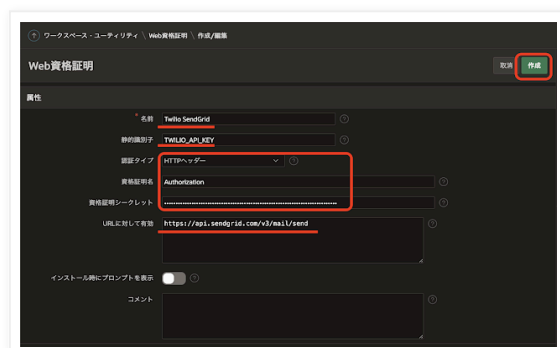 ワークスペース・ユーティリティ \ Web資格証明 \ 作成/編集
Web資格証明
取消
作成
属性
* 名前 Twilio SendGrid
静的識別子 TWILIO_API_KEY
認証タイプ HTTPヘッダー
資格証明名 Authorization
資格証明シークレット
URLに対して有効 https://api.sendgrid.com/v3/mail/send
インストール時にプロンプトを表示
コメント